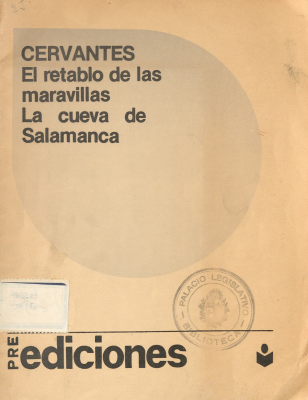 CERVANTES
El retablo de las
maravillas
La cueva de
Salamanca
PALACIO LEGISLATIVO
BIBLIOTECA
PRE
ediciones